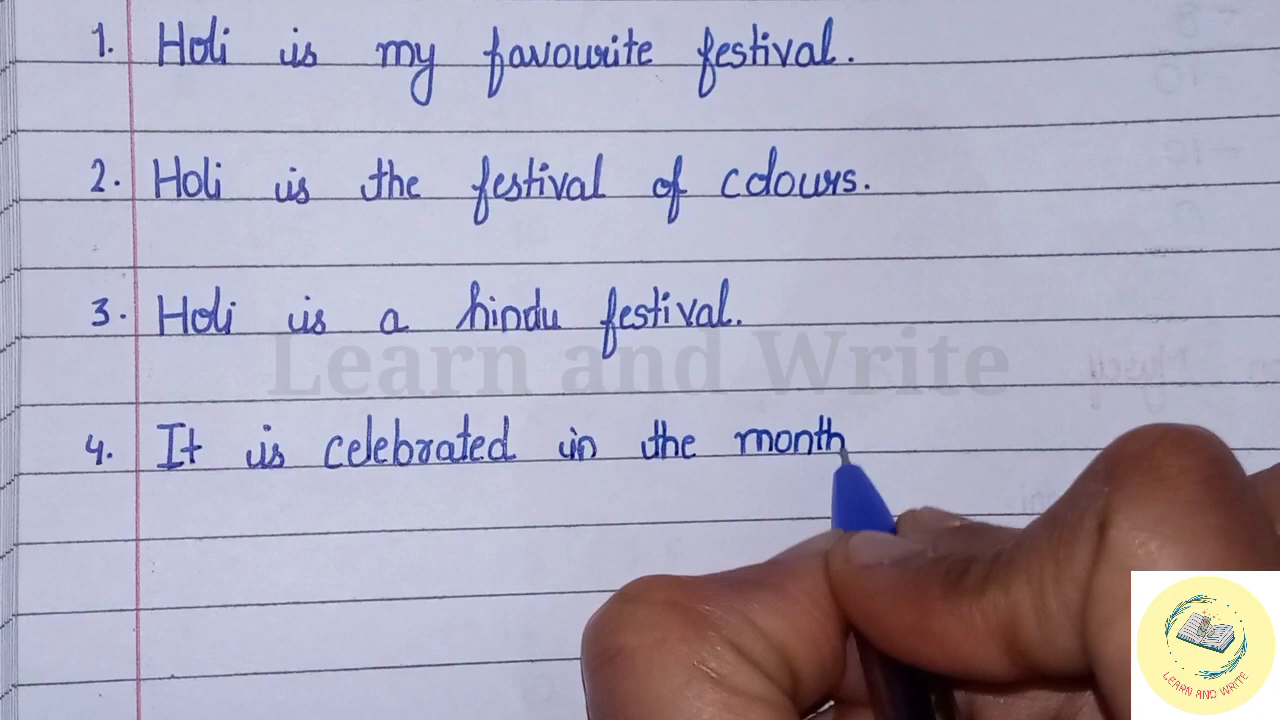 1. Holi is my favourite festival.
2. Holi is the festival of colours.
3. Holi is a hindu festival.
Learn and Write
4. It is celebrated in the month
LEARN AND WRITE